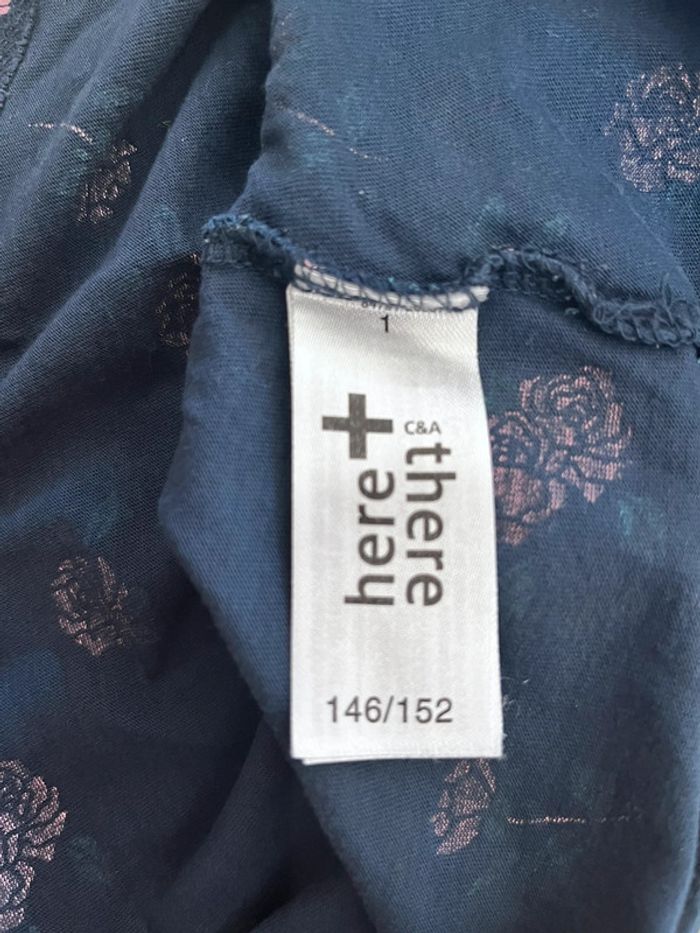 1
C&A
here + there
146/152